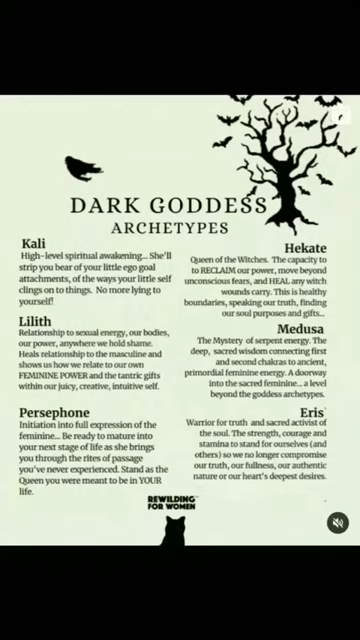 DARK GODDESS
ARCHETYPES
Kali
High-level spiritual awakening... She'll
strip you bear of your little ego goal
attachments, of the ways your little self
clings on to things. No more lying to
yourself!
Lilith
Relationship to sexual energy, our bodies,
our power, anywhere we hold shame.
Heals relationship to the masculine and
shows us how we relate to our own
FEMININE POWER and the tantric gifts
within our juicy, creative, intuitive self.
Persephone
Initiation into full expression of the
feminine... Be ready to mature into
your next stage of life as she brings
you through the rites of passage
you've never experienced. Stand as the
Queen you were meant to be in YOUR
life.
Hekate
Queen of the Witches. The capacity to
to RECLAIM our power, move beyond
unconscious fears, and HEAL any witch
wounds carry. This is healthy
boundaries, speaking our truth, finding
our soul purposes and gifts...
Medusa
The Mystery of serpent energy. The
deep, sacred wisdom connecting first
and second chakras to ancient,
primordial feminine energy. A doorway
into the sacred feminine... a level
beyond the goddess archetypes.
Eris
Warrior for truth and sacred activist of
the soul. The strength, courage and
stamina to stand for ourselves (and
others) so we no longer compromise
our truth, our fullness, our authentic
nature or our heart's deepest desires.
REWILDING
FOR WOMEN